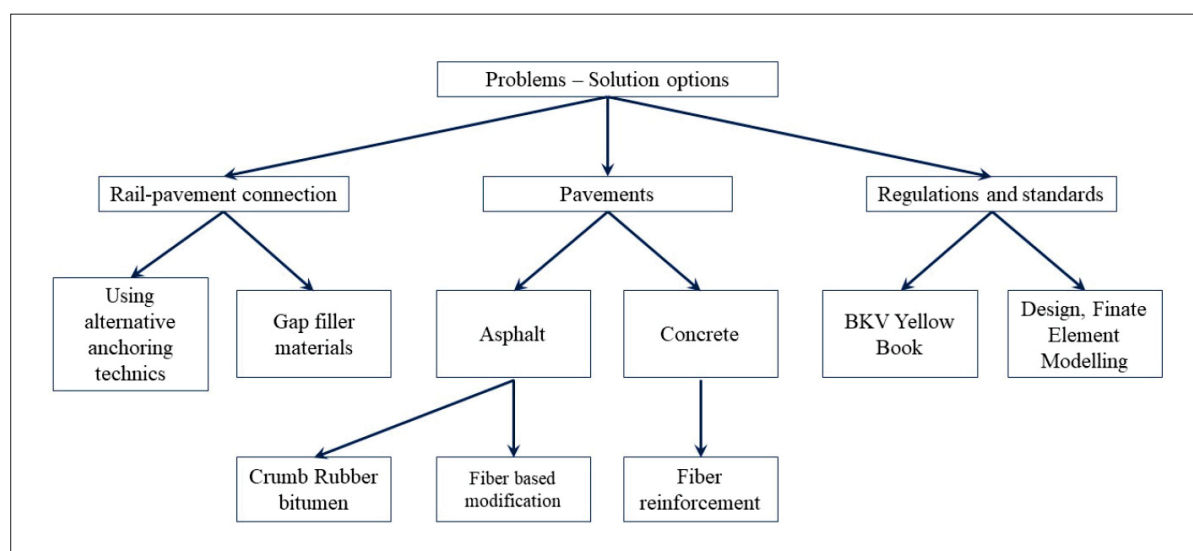 Problems – Solution options
Rail-pavement connection
Pavements
Regulations and standards
Using
alternative
anchoring
technics
Gap filler
materials
Asphalt
Concrete
BKV Yellow
Book
Design, Finate
Element
Modelling
Crumb Rubber
bitumen
Fiber based
modification
Fiber
reinforcement